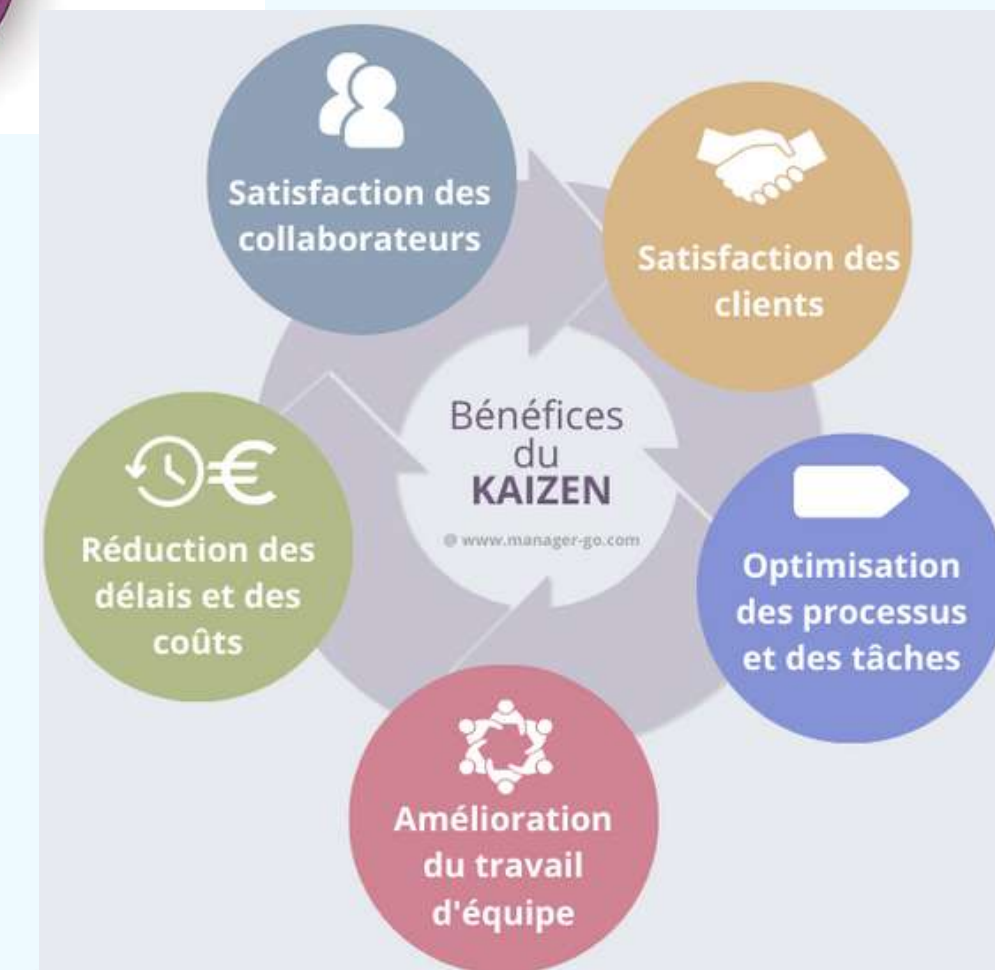 Satisfaction des
collaborateurs
Satisfaction des
clients
Bénéfices
du
KAIZEN
@ www.manager-go.com
Optimisation
des processus
et des tâches
Amélioration
du travail
d'équipe
=€
Réduction des
délais et des
coûts